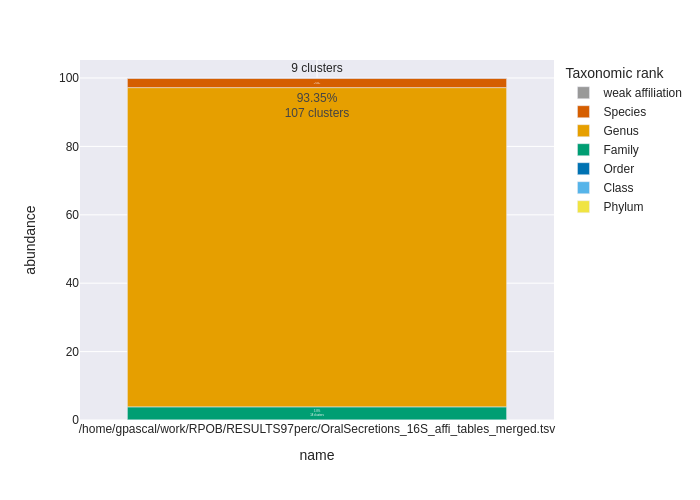 9 clusters
93.35%
107 clusters
100
80
60
40
20
0
abundance
/home/gpascal/work/RPOB/RESULTS97perc/OralSecretions_16S_affi_tables_merged.tsv
name
Taxonomic rank
weak affiliation
Species
Genus
Family
Order
Class
Phylum